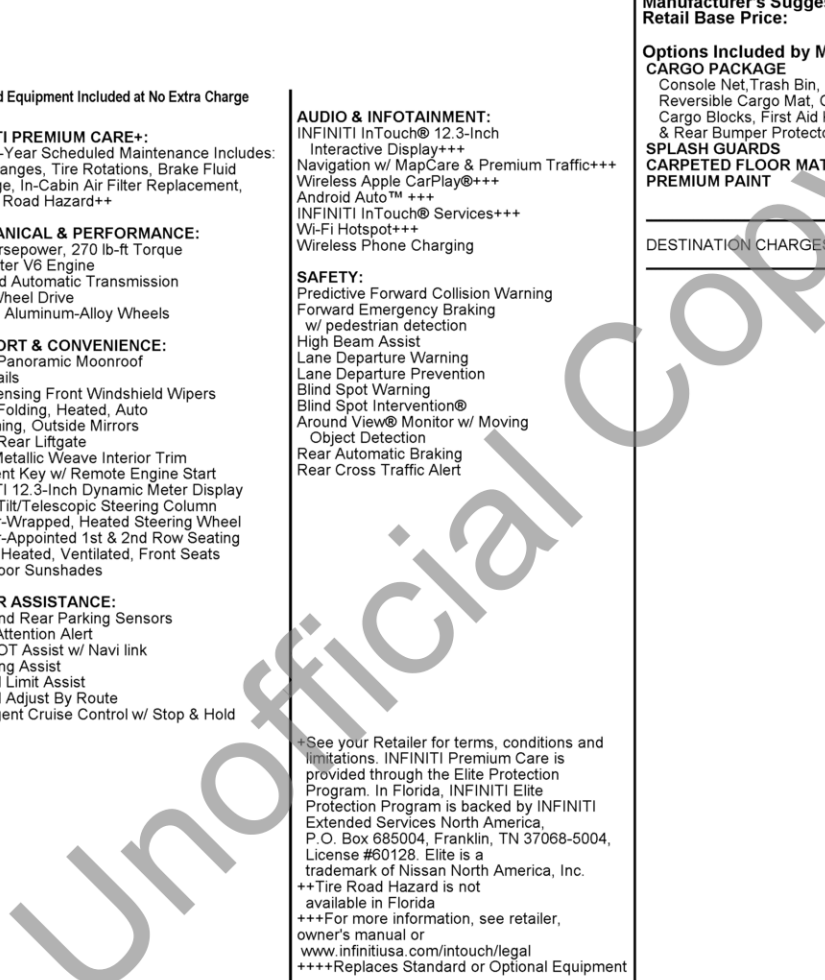 d Equipment Included at No Extra Charge
TI PREMIUM CARE+:
-Year Scheduled Maintenance Includes:
anges, Tire Rotations, Brake Fluid
ge, In-Cabin Air Filter Replacement,
Road Hazard++
ANICAL & PERFORMANCE:
rsepower, 270 lb-ft Torque
ter V6 Engine
d Automatic Transmission
Wheel Drive
Aluminum-Alloy Wheels
ORT & CONVENIENCE:
Panoramic Moonroof
ails
ensing Front Windshield Wipers
Folding, Heated, Auto
ing, Outside Mirrors
Rear Liftgate
Metallic Weave Interior Trim
ent Key w/ Remote Engine Start
TI 12.3-Inch Dynamic Meter Display
Tilt/Telescopic Steering Column
r-Wrapped, Heated Steering Wheel
r-Appointed 1st & 2nd Row Seating
Heated, Ventilated, Front Seats
oor Sunshades
R ASSISTANCE:
nd Rear Parking Sensors
Attention Alert
OT Assist w/ Navi link
ng Assist
Limit Assist
Adjust By Route
gent Cruise Control w/ Stop & Hold
AUDIO & INFOTAINMENT:
INFINITI InTouch® 12.3-Inch
Interactive Display+++
Navigation w/ MapCare & Premium Traffic+++
Wireless Apple CarPlay®+++
Android Auto™ +++
INFINITI InTouch® Services+++
Wi-Fi Hotspot+++
Wireless Phone Charging
SAFETY:
Predictive Forward Collision Warning
Forward Emergency Braking
w/ pedestrian detection
High Beam Assist
Lane Departure Warning
Lane Departure Prevention
Blind Spot Warning
Blind Spot Intervention®
Around View® Monitor w/ Moving
Object Detection
Rear Automatic Braking
Rear Cross Traffic Alert
+See your Retailer for terms, conditions and
limitations. INFINITI Premium Care is
provided through the Elite Protection
Program. In Florida, INFINITI Elite
Protection Program is backed by INFINITI
Extended Services North America,
P.O. Box 685004, Franklin, TN 37068-5004,
License #60128. Elite is a
trademark of Nissan North America, Inc.
++Tire Road Hazard is not
available in Florida
+++For more information, see retailer,
owner's manual or
www.infinitiusa.com/intouch/legal
++++Replaces Standard or Optional Equipment
Manufacturer's Sugges
Retail Base Price:
Options Included by M
CARGO PACKAGE
Console Net,Trash Bin,
Reversible Cargo Mat, C
Cargo Blocks, First Aid
& Rear Bumper Protecto
SPLASH GUARDS
CARPETED FLOOR MAT
PREMIUM PAINT
DESTINATION CHARGES
Unofficial Copy